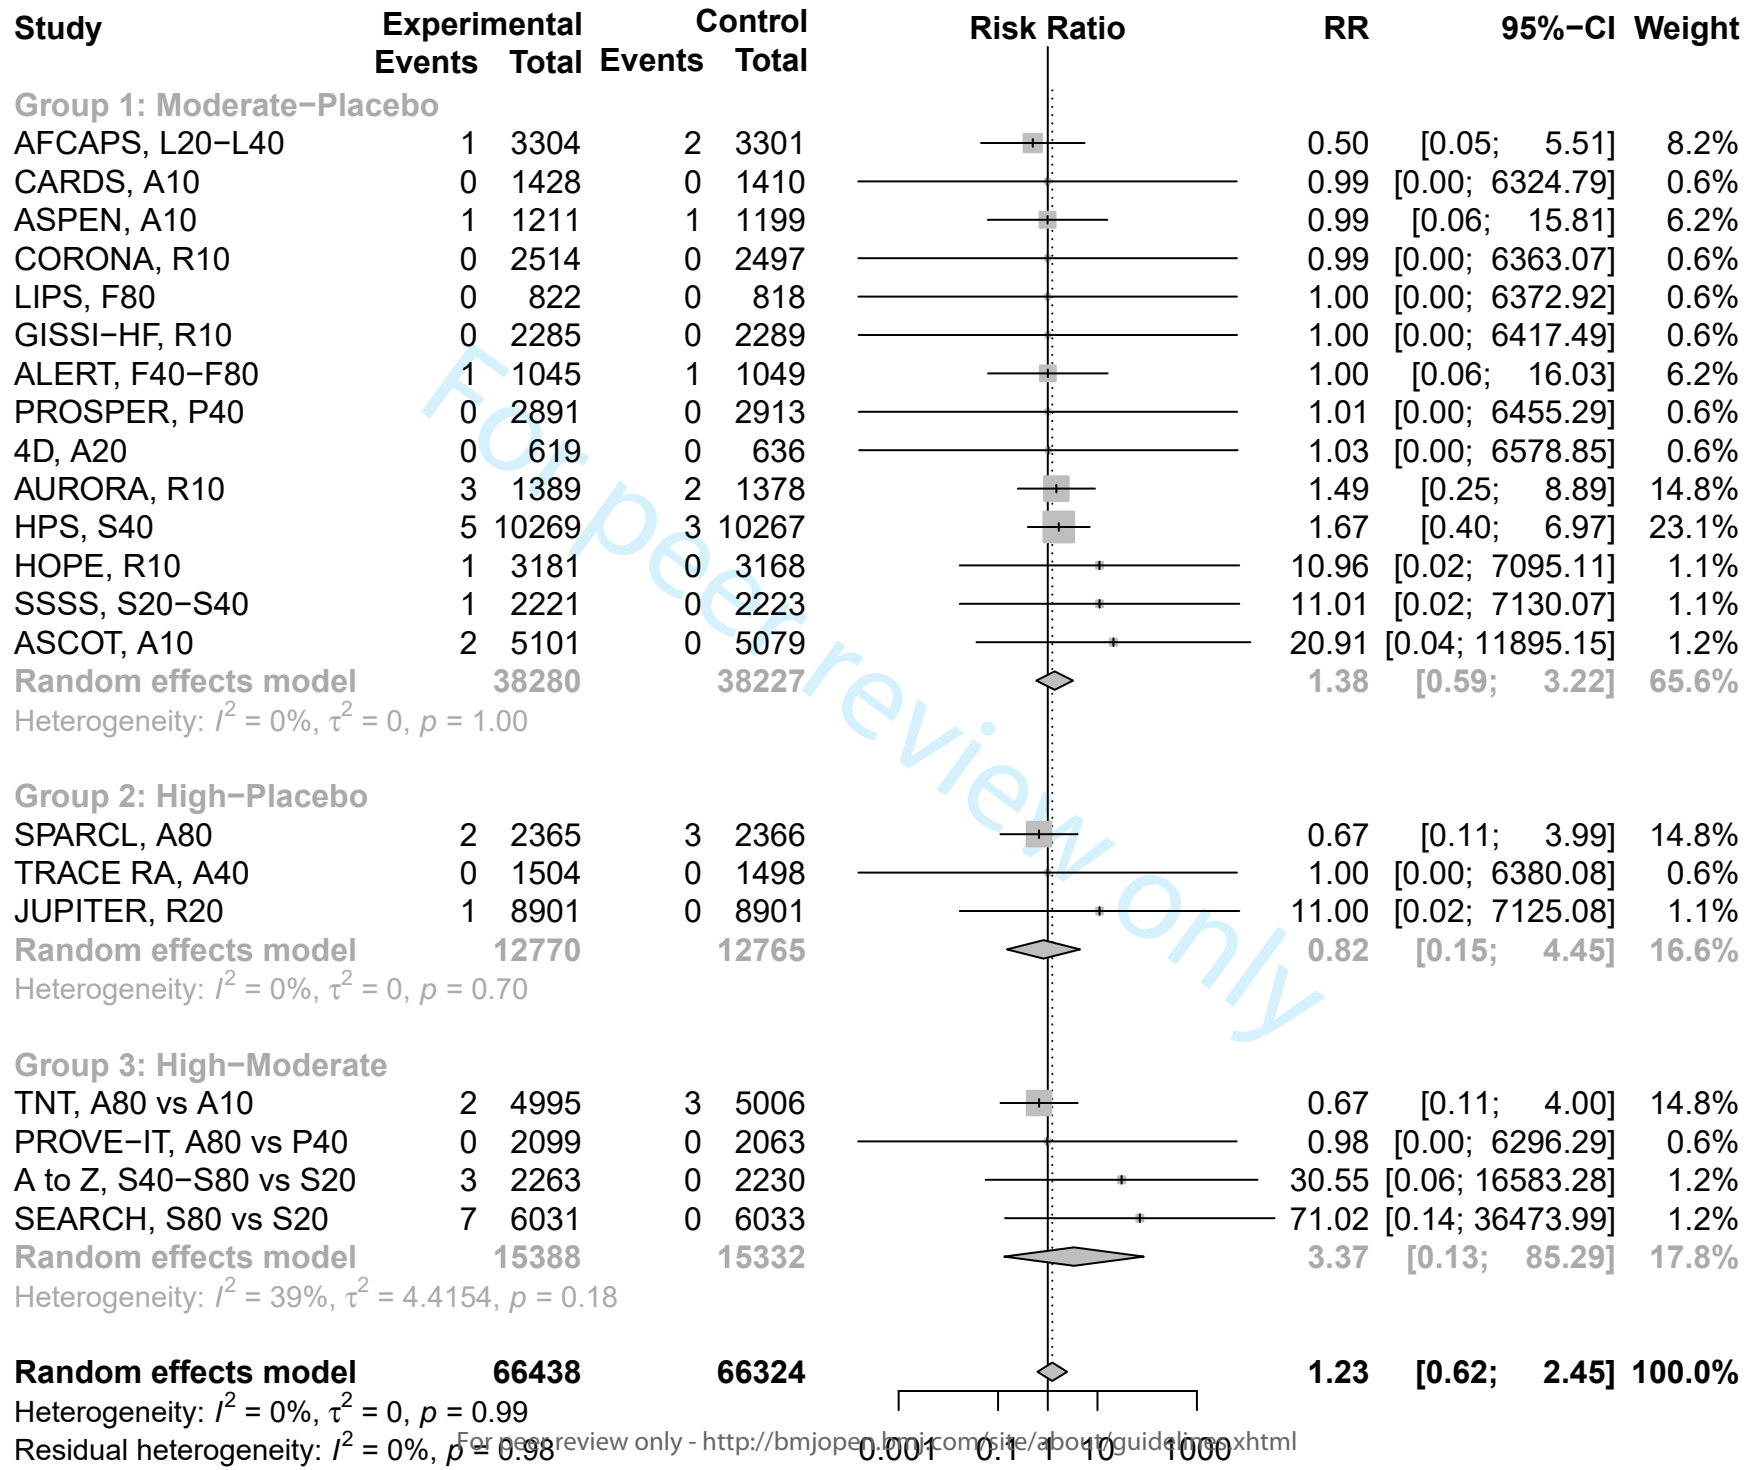 Study Experimental Control Risk Ratio RR 95%−CI Weight
Events Total Events Total
Group 1: Moderate−Placebo
AFCAPS, L20−L40 1 3304 2 3301 0.50 [0.05; 5.51] 8.2%
CARDS, A10 0 1428 0 1410 0.99 [0.00; 6324.79] 0.6%
ASPEN, A10 1 1211 1 1199 0.99 [0.06; 15.81] 6.2%
CORONA, R10 0 2514 0 2497 0.99 [0.00; 6363.07] 0.6%
LIPS, F80 0 822 0 818 1.00 [0.00; 6372.92] 0.6%
GISSI−HF, R10 0 2285 0 2289 1.00 [0.00; 6417.49] 0.6%
ALERT, F40−F80 1 1045 1 1049 1.00 [0.06; 16.03] 6.2%
PROSPER, P40 0 2891 0 2913 1.01 [0.00; 6455.29] 0.6%
4D, A20 0 619 0 636 1.03 [0.00; 6578.85] 0.6%
AURORA, R10 3 1389 2 1378 1.49 [0.25; 8.89] 14.8%
HPS, S40 5 10269 3 10267 1.67 [0.40; 6.97] 23.1%
HOPE, R10 1 3181 0 3168 10.96 [0.02; 7095.11] 1.1%
SSSS, S20−S40 1 2221 0 2223 11.01 [0.02; 7130.07] 1.1%
ASCOT, A10 2 5101 0 5079 20.91 [0.04; 11895.15] 1.2%
Random effects model 38280 38227 1.38 [0.59; 3.22] 65.6%
Heterogeneity: I² = 0%, τ² = 0, p = 1.00
Group 2: High−Placebo
SPARCL, A80 2 2365 3 2366 0.67 [0.11; 3.99] 14.8%
TRACE RA, A40 0 1504 0 1498 1.00 [0.00; 6380.08] 0.6%
JUPITER, R20 1 8901 0 8901 11.00 [0.02; 7125.08] 1.1%
Random effects model 12770 12765 0.82 [0.15; 4.45] 16.6%
Heterogeneity: I² = 0%, τ² = 0, p = 0.70
Group 3: High−Moderate
TNT, A80 vs A10 2 4995 3 5006 0.67 [0.11; 4.00] 14.8%
PROVE−IT, A80 vs P40 0 2099 0 2063 0.98 [0.00; 6296.29] 0.6%
A to Z, S40−S80 vs S20 3 2263 0 2230 30.55 [0.06; 16583.28] 1.2%
SEARCH, S80 vs S20 7 6031 0 6033 71.02 [0.14; 36473.99] 1.2%
Random effects model 15388 15332 3.37 [0.13; 85.29] 17.8%
Heterogeneity: I² = 39%, τ² = 4.4154, p = 0.18
Random effects model 66438 66324 1.23 [0.62; 2.45] 100.0%
Heterogeneity: I² = 0%, τ² = 0, p = 0.99
Residual heterogeneity: I² = 0%, p = 0.98
0.001 0.1 1 10 1000
For peer review only - http://bmjopen.bmj.com/site/about/guidelines.xhtml
For peer review only